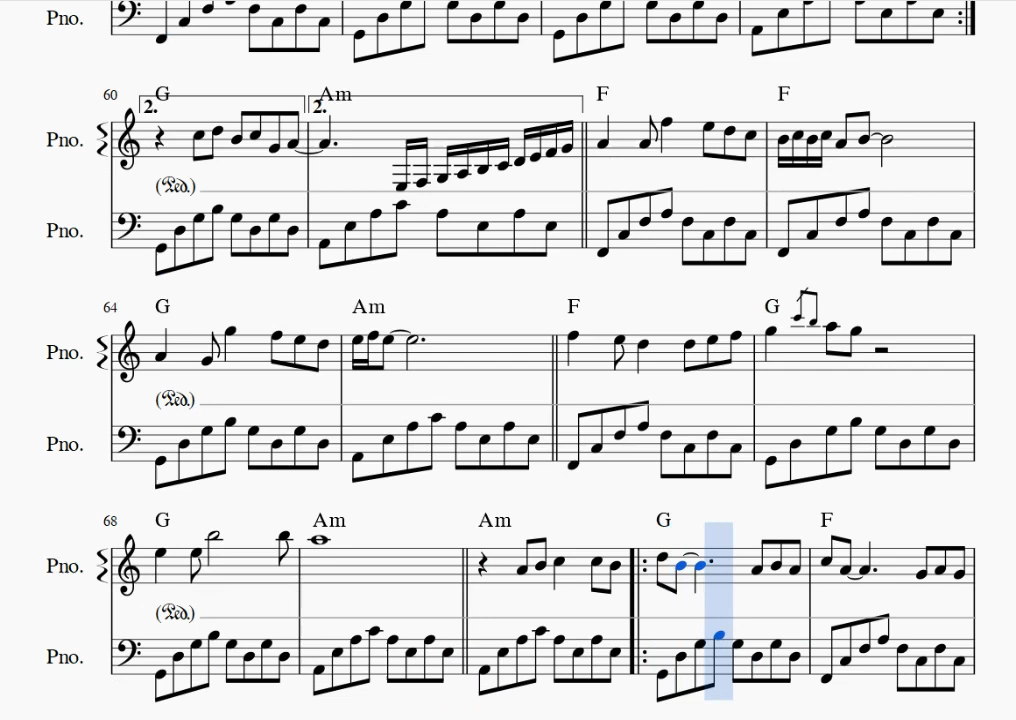 Pno.
60 G Am F F
2. 2.
Pno.
(Ped.)
Pno.
64 G Am F G
Pno.
(Ped.)
Pno.
68 G Am Am G F
Pno.
(Ped.)
Pno.